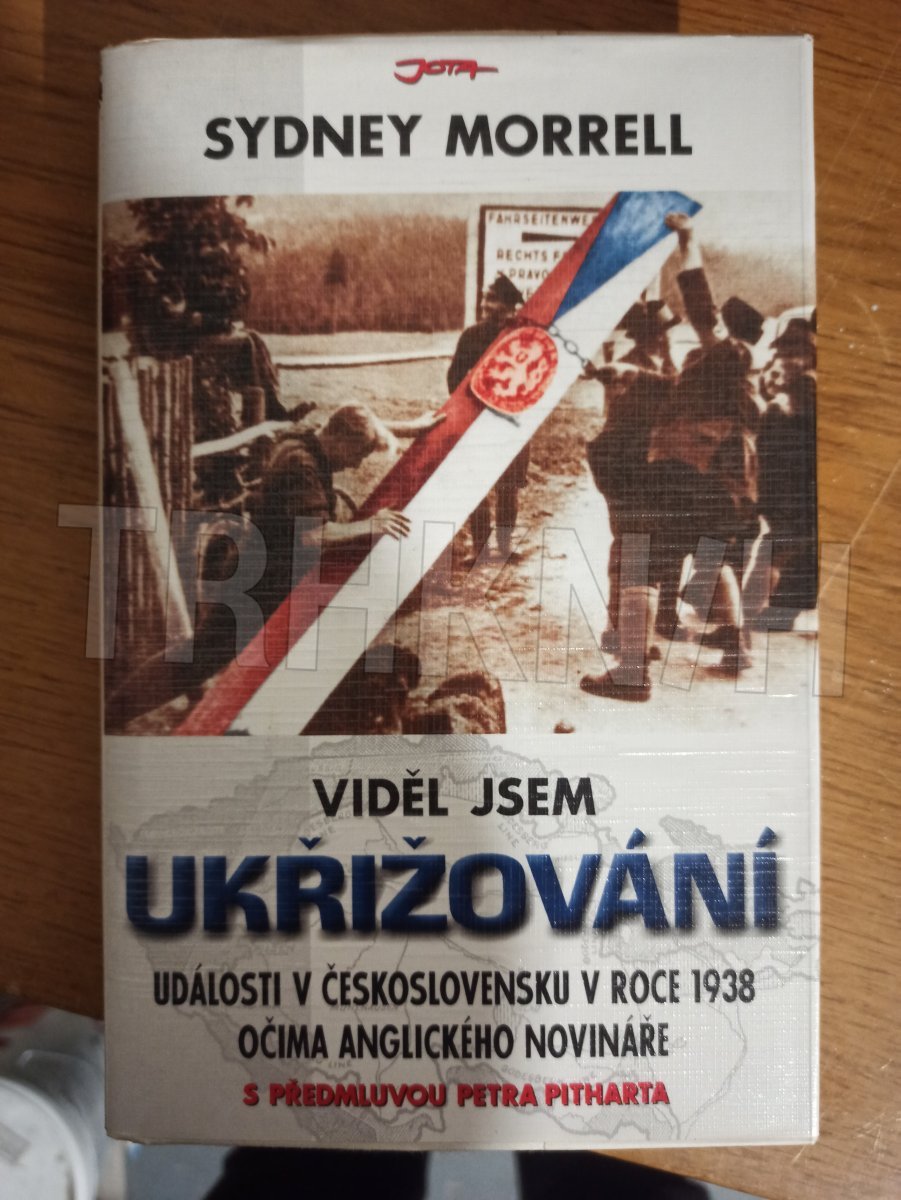 JOTA
SYDNEY MORRELL
FAHRSEITENWE
RECHTS F
PRAVO
TRHKNIH
VIDĚL JSEM
UKŘIŽOVÁNÍ
UDÁLOSTI V ČESKOSLOVENSKU V ROCE 1938
OČIMA ANGLICKÉHO NOVINÁŘE
S PŘEDMLUVOU PETRA PITHARTA